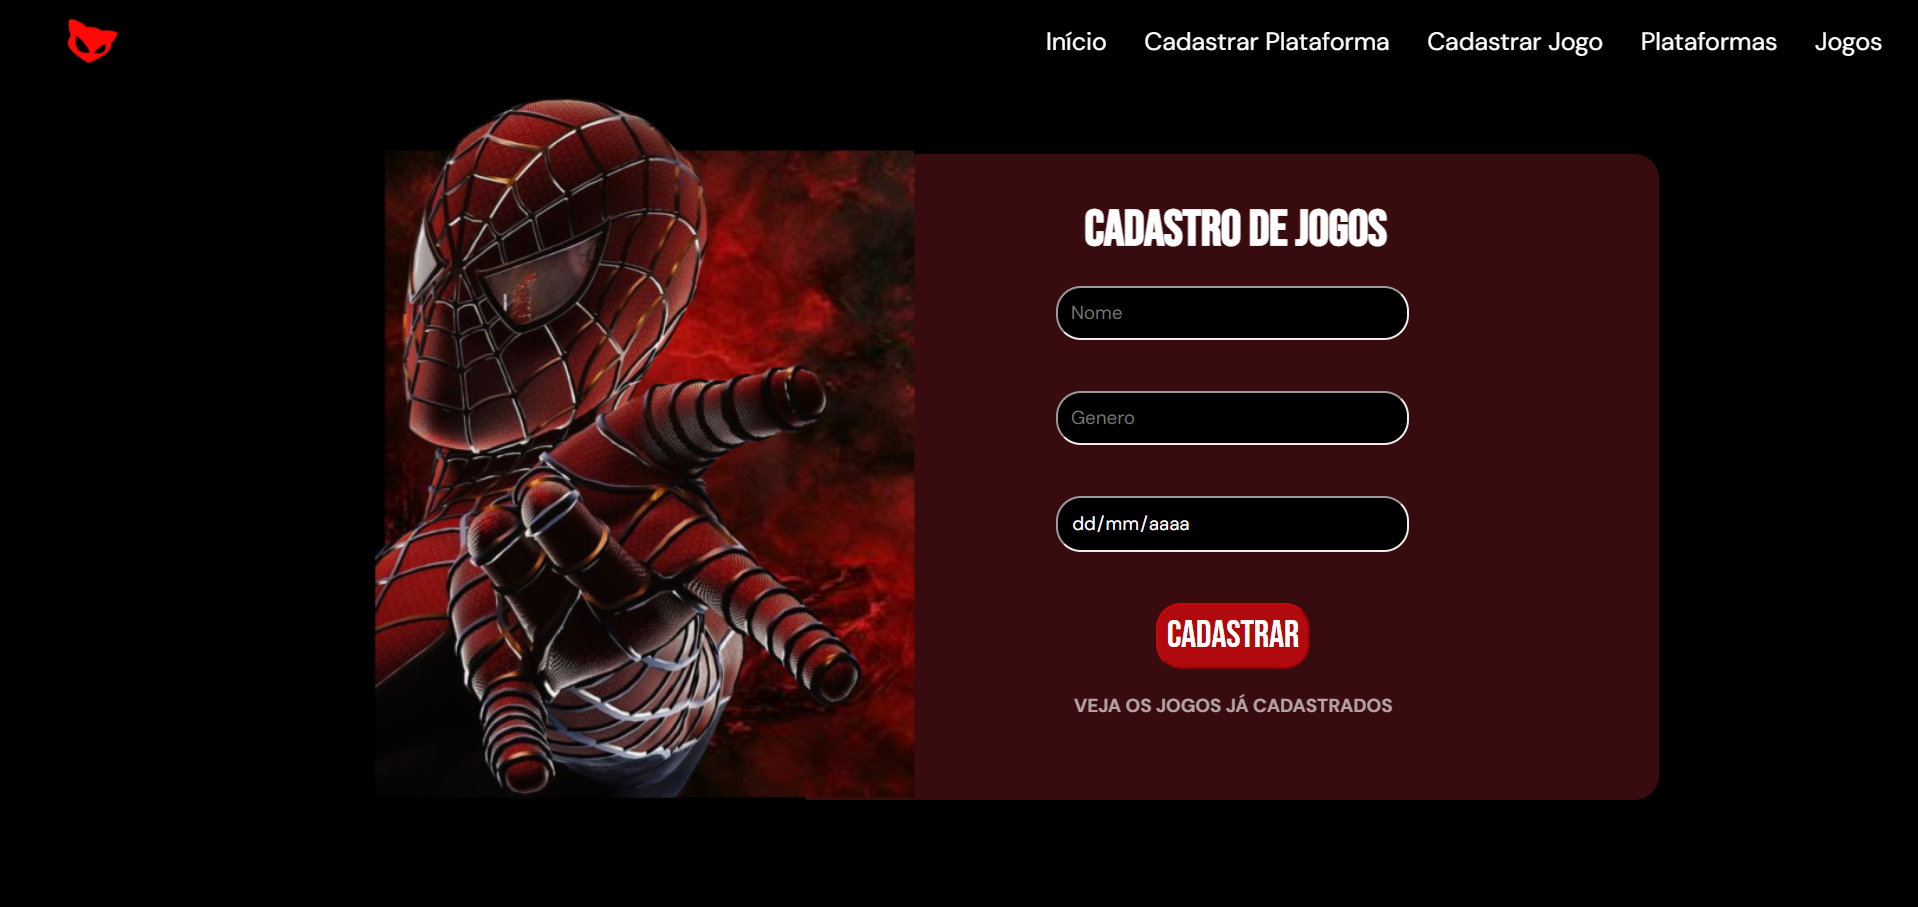 Início Cadastrar Plataforma Cadastrar Jogo Plataformas Jogos
CADASTRO DE JOGOS
Nome
Genero
dd/mm/aaaa
CADASTRAR
VEJA OS JOGOS JÁ CADASTRADOS